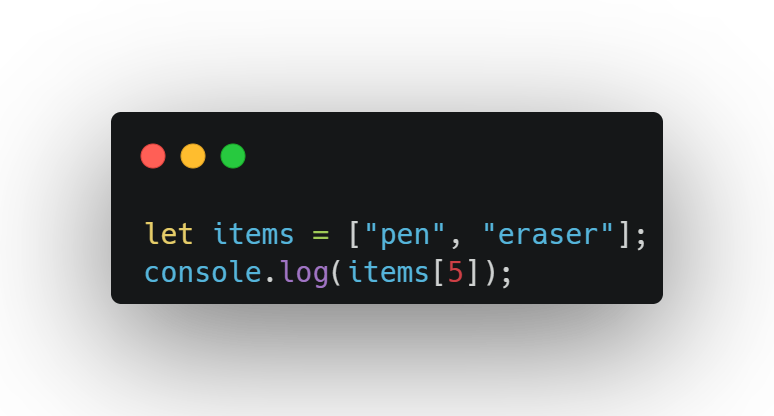 let items = ["pen", "eraser"];
console.log(items[5]);